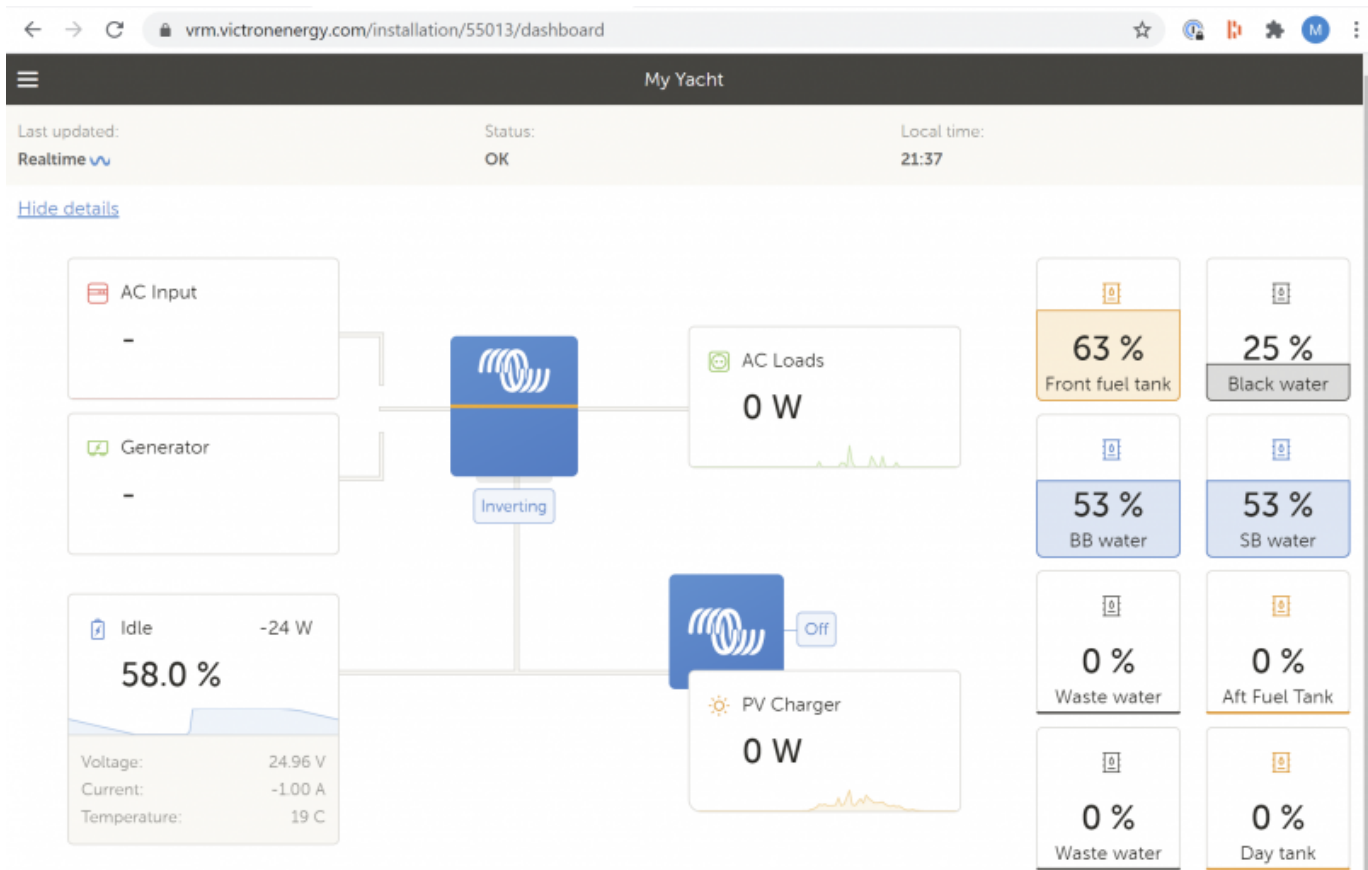 vrm.victronenergy.com/installation/55013/dashboard
M
My Yacht
Last updated:
Realtime
Status:
OK
Local time:
21:37
Hide details
AC Input
-
Generator
-
Inverting
AC Loads
0 W
Idle -24 W
58.0 %
Voltage: 24.96 V
Current: -1.00 A
Temperature: 19 C
Off
PV Charger
0 W
63 %
Front fuel tank
25 %
Black water
53 %
BB water
53 %
SB water
0 %
Waste water
0 %
Aft Fuel Tank
0 %
Waste water
0 %
Day tank